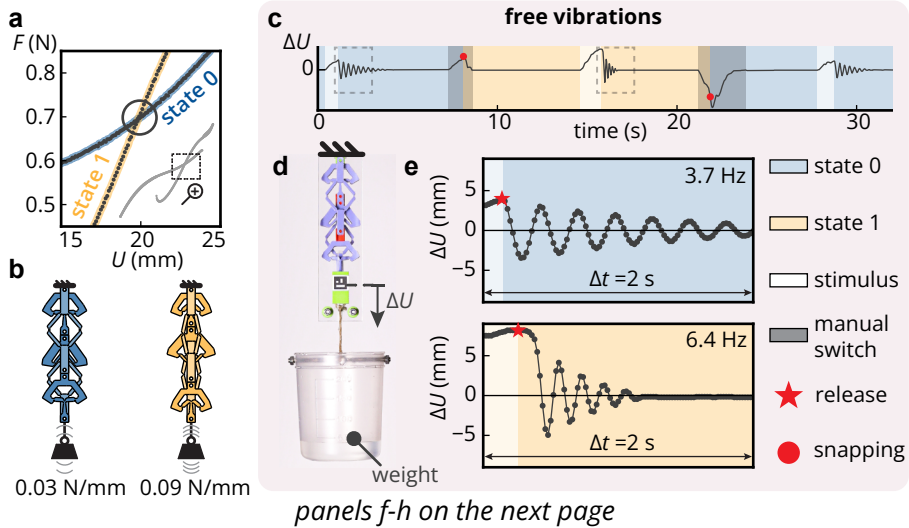 a
F (N)
0.8
0.7
0.6
0.5
state 0
state 1
15
20
25
U (mm)
b
0.03 N/mm
0.09 N/mm
c
free vibrations
ΔU
0
0
10
20
30
time (s)
d
ΔU
weight
e
ΔU (mm)
5
0
−5
3.7 Hz
Δt =2 s
ΔU (mm)
5
0
−5
6.4 Hz
Δt =2 s
state 0
state 1
stimulus
manual
switch
release
snapping
panels f-h on the next page